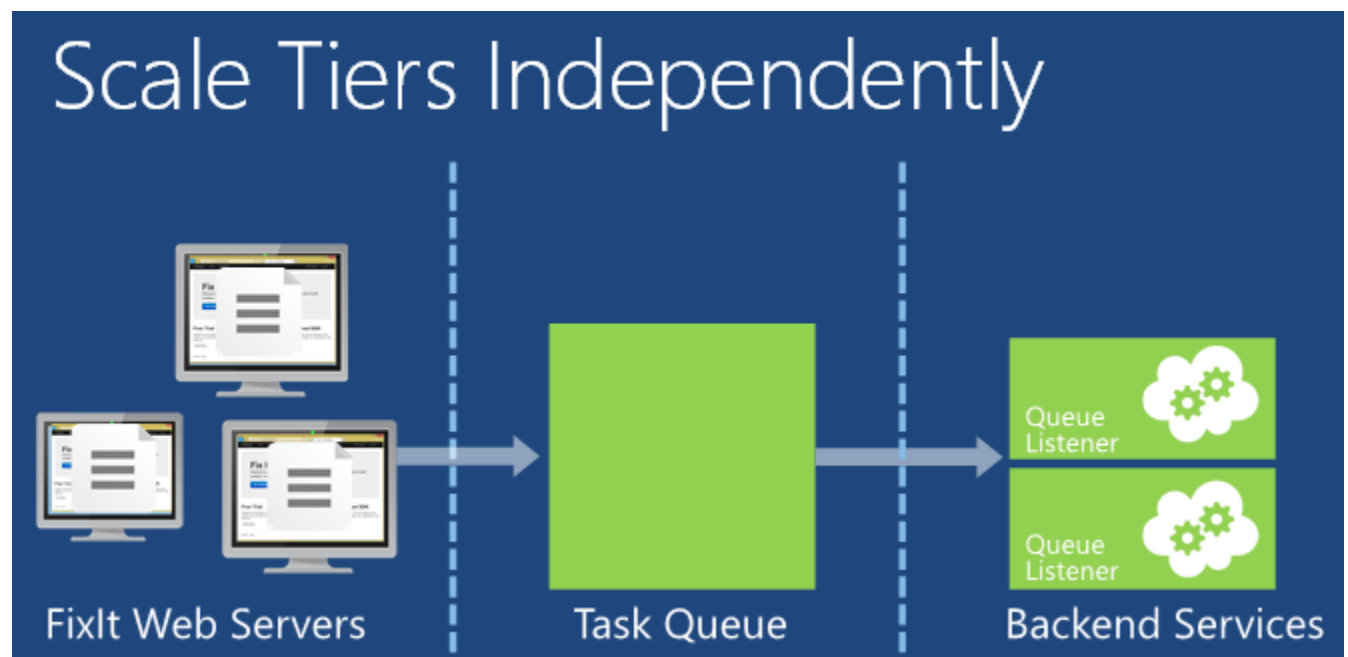 Scale Tiers Independently
Queue
Listener
Queue
Listener
FixIt Web Servers
Task Queue
Backend Services